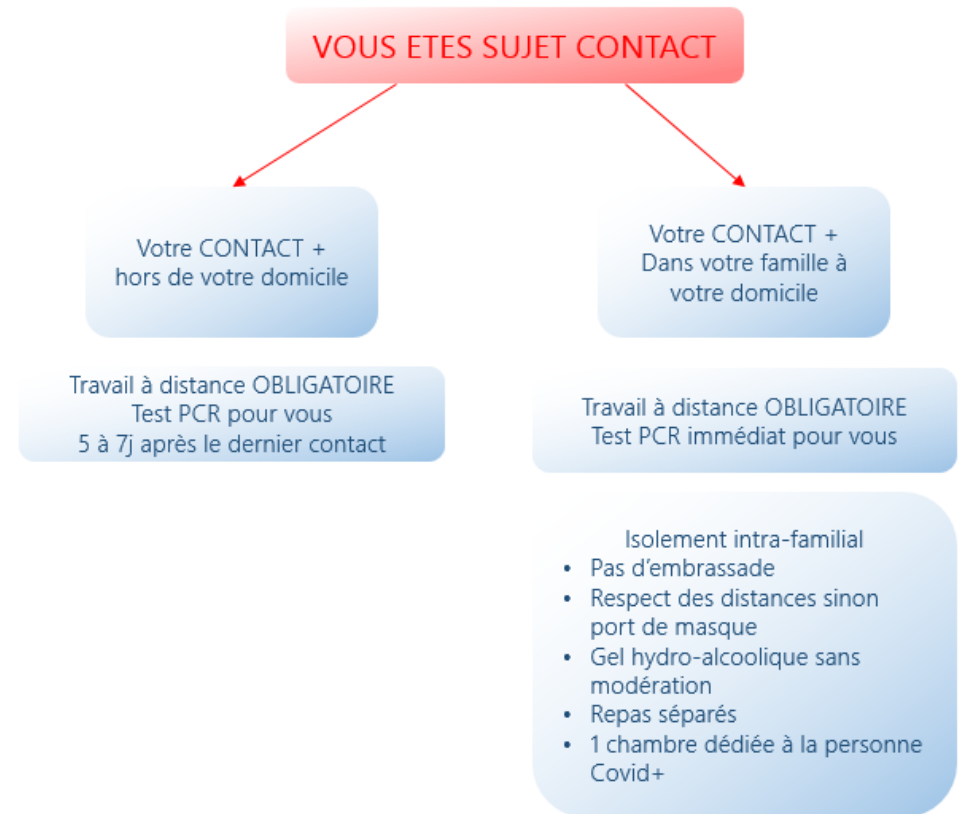 VOUS ETES SUJET CONTACT
Votre CONTACT +
hors de votre domicile
Travail à distance OBLIGATOIRE
Test PCR pour vous
5 à 7j après le dernier contact
Votre CONTACT +
Dans votre famille à
votre domicile
Travail à distance OBLIGATOIRE
Test PCR immédiat pour vous
Isolement intra-familial
• Pas d’embrassade
• Respect des distances sinon
port de masque
• Gel hydro-alcoolique sans
modération
• Repas séparés
• 1 chambre dédiée à la personne
Covid+